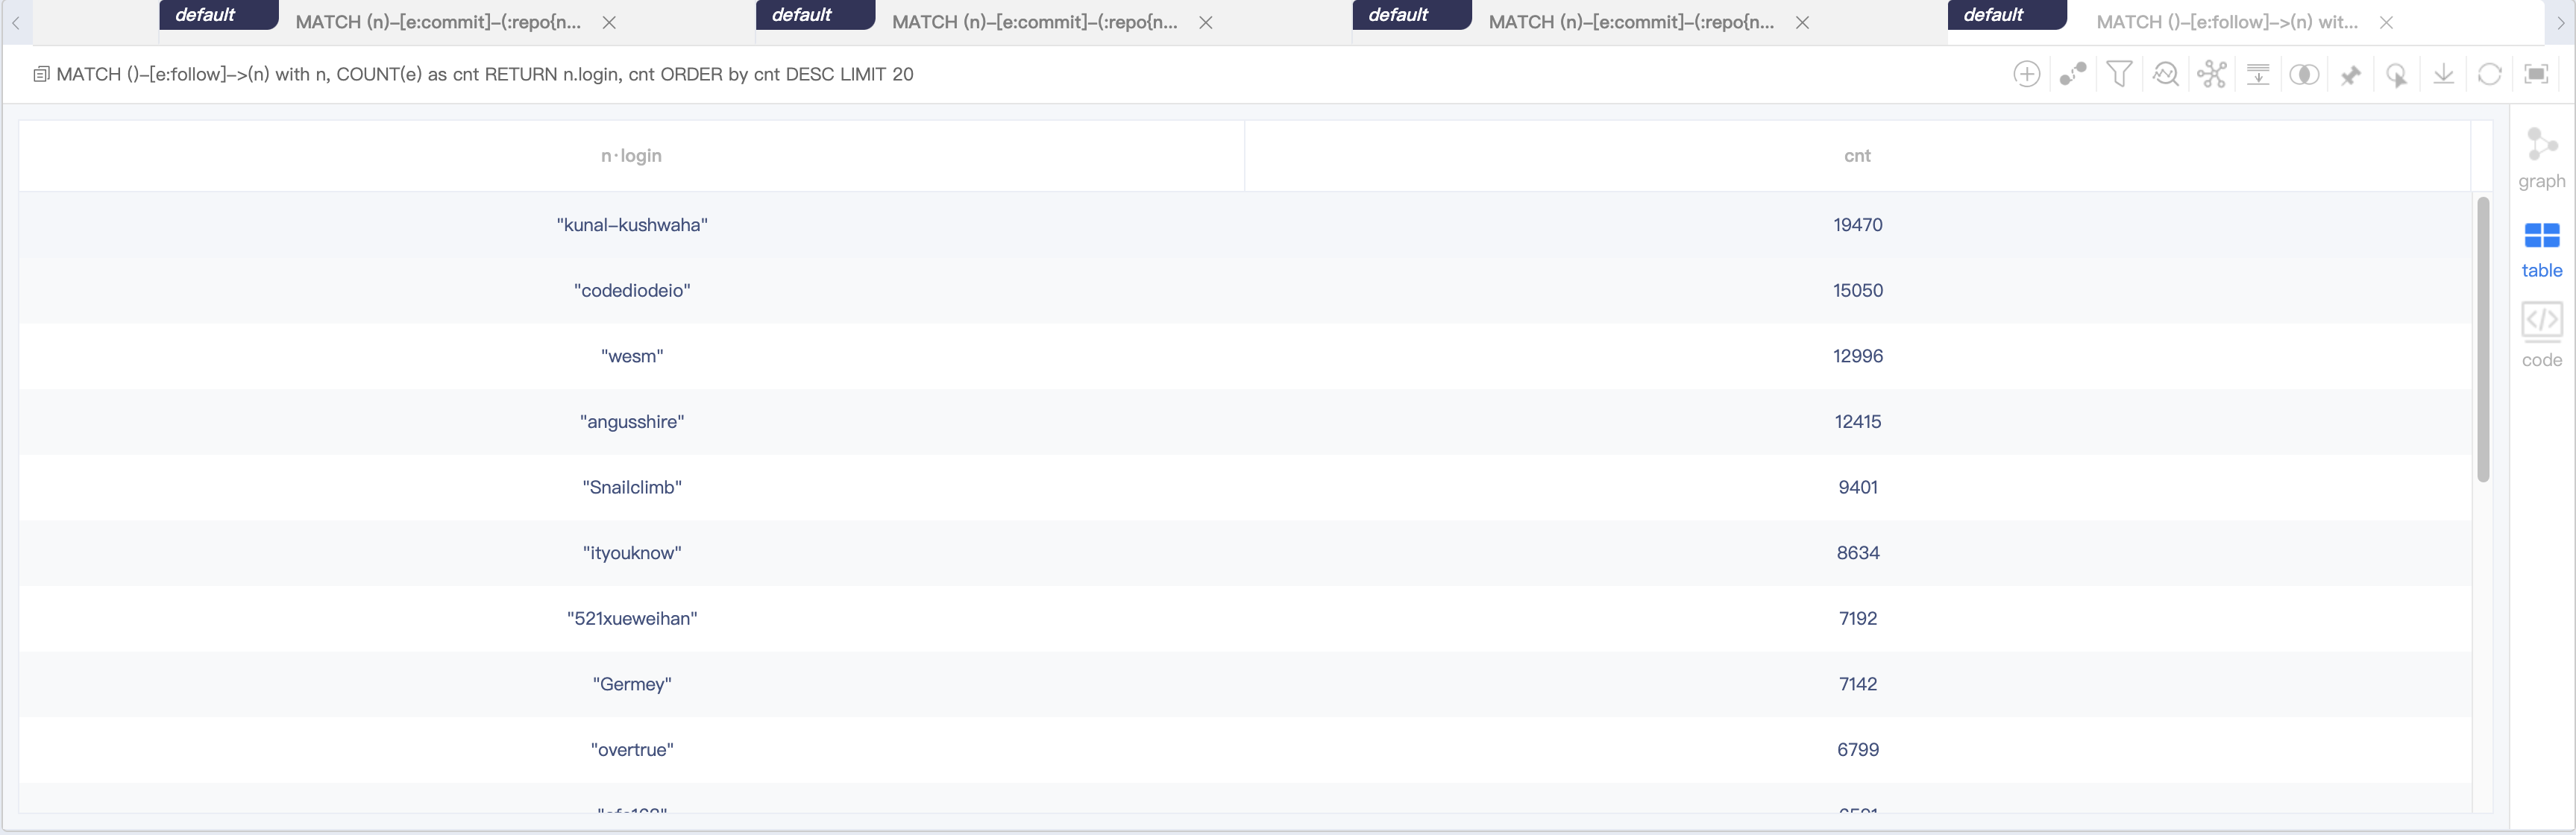 default MATCH (n)-[e:commit]-(:repo{n... default MATCH (n)-[e:commit]-(:repo{n... default MATCH (n)-[e:commit]-(:repo{n... default MATCH ()-[e:follow]->(n) wit...
MATCH ()-[e:follow]->(n) with n, COUNT(e) as cnt RETURN n.login, cnt ORDER by cnt DESC LIMIT 20
n·login cnt
"kunal-kushwaha" 19470
"codediodeio" 15050
"wesm" 12996
"angusshire" 12415
"Snailclimb" 9401
"ityouknow" 8634
"521xueweihan" 7192
"Germey" 7142
"overtrue" 6799
graph
table
code